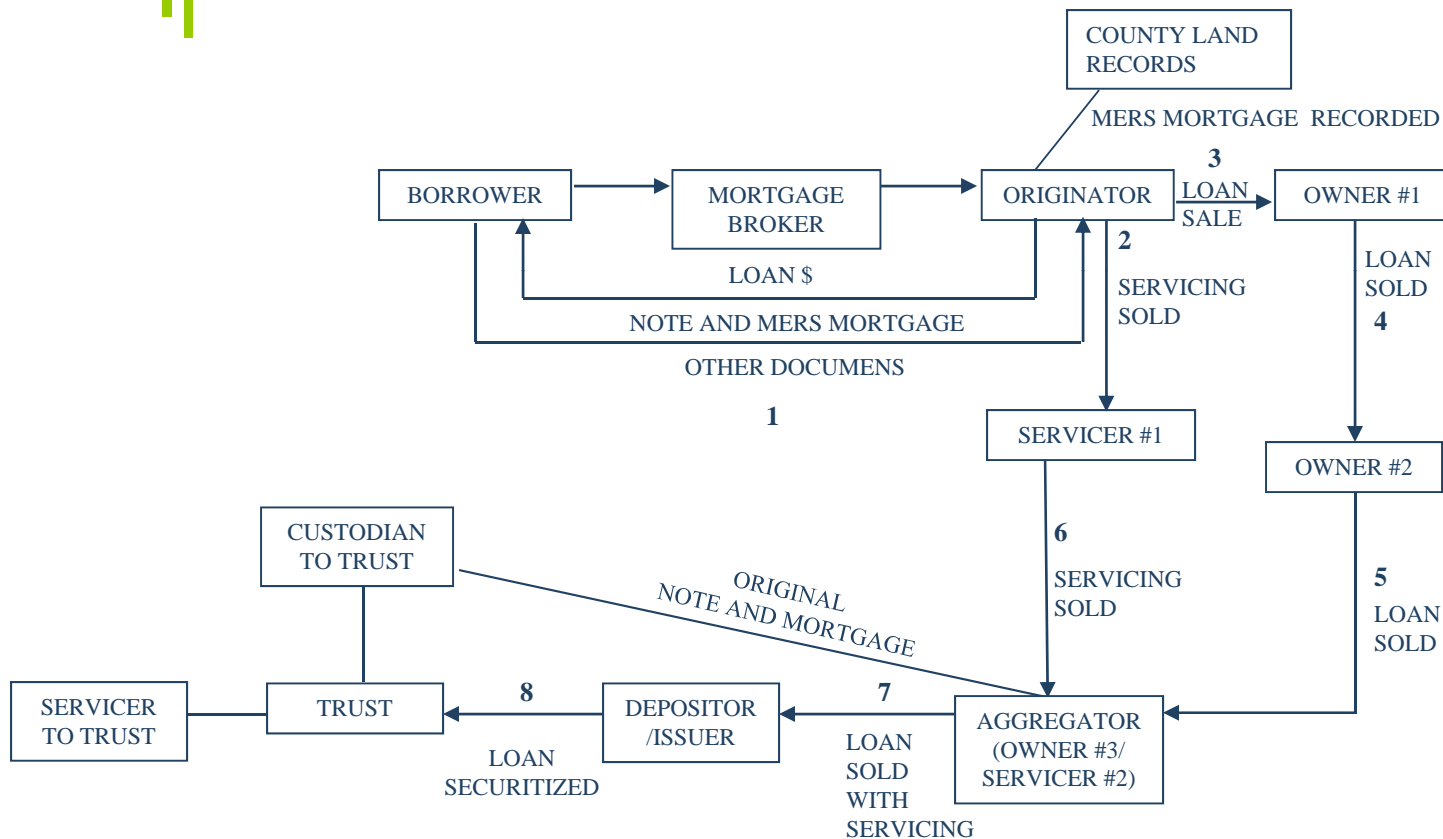 COUNTY LAND
RECORDS
MERS MORTGAGE RECORDED
BORROWER
MORTGAGE
BROKER
ORIGINATOR
3
LOAN
SALE
OWNER #1
LOAN $
NOTE AND MERS MORTGAGE
OTHER DOCUMENS
1
2
SERVICING
SOLD
LOAN
SOLD
4
SERVICER #1
OWNER #2
CUSTODIAN
TO TRUST
ORIGINAL
NOTE AND MORTGAGE
6
SERVICING
SOLD
5
LOAN
SOLD
SERVICER
TO TRUST
TRUST
8
LOAN
SECURITIZED
DEPOSITOR
/ISSUER
7
LOAN
SOLD
WITH
SERVICING
AGGREGATOR
(OWNER #3/
SERVICER #2)